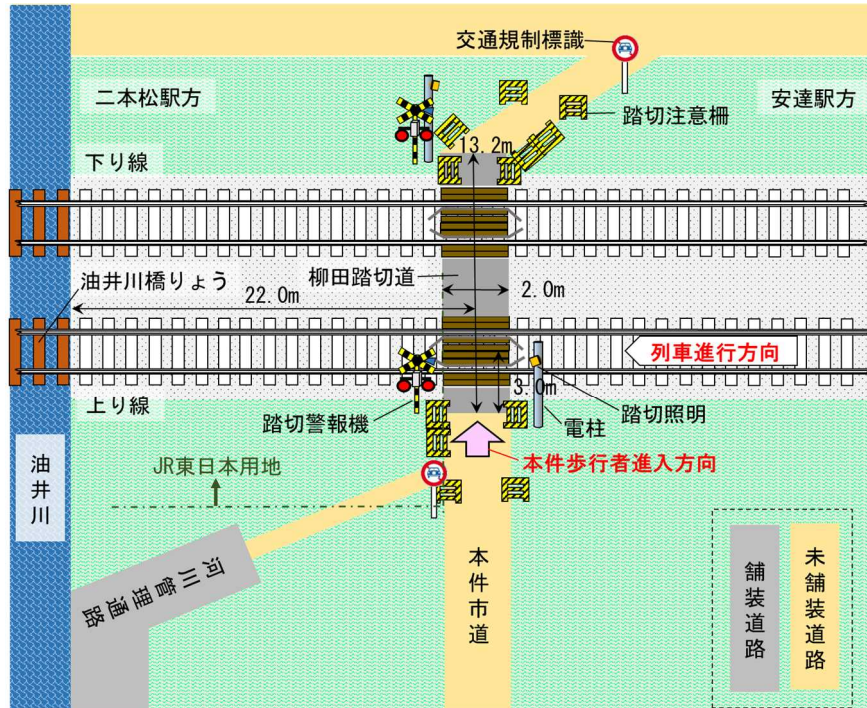 交通規制標識
二本松駅方
安達駅方
踏切注意柵
13.2m
下り線
柳田踏切道
油井川橋りょう
22.0m
2.0m
列車進行方向
3.0m
上り線
踏切警報機
踏切照明
電柱
JR東日本用地
本件歩行者進入方向
油井川
河川管理通路
本件市道
舗装道路
未舗装道路